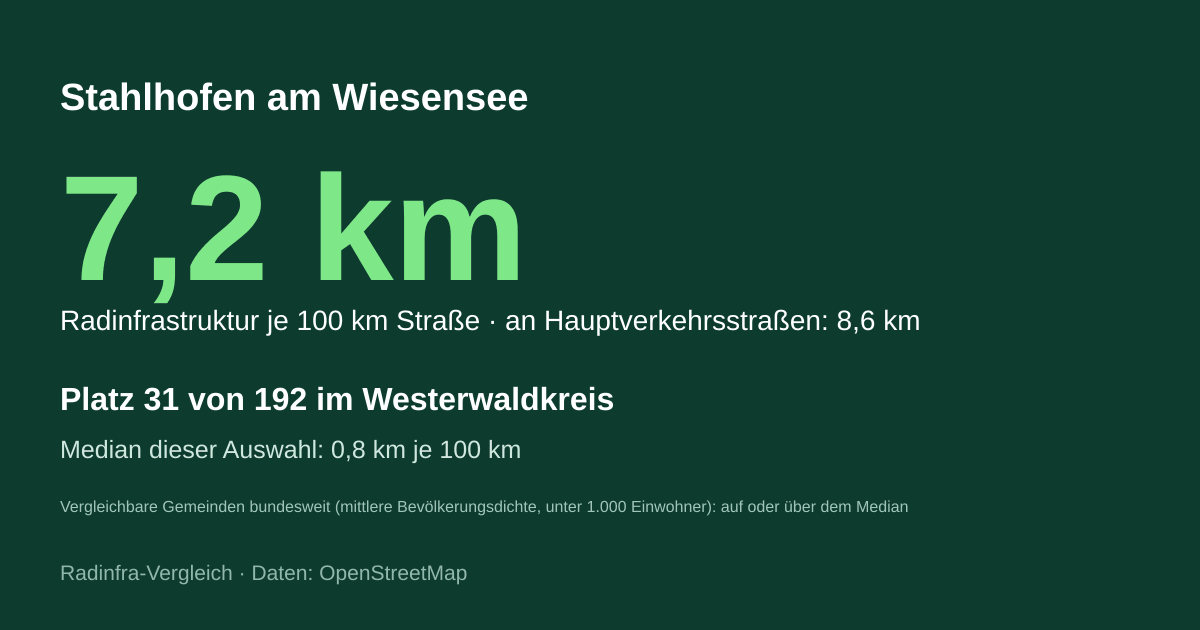 Stahlhofen am Wiesensee
7,2 km
Radinfrastruktur je 100 km Straße · an Hauptverkehrsstraßen: 8,6 km
Platz 31 von 192 im Westerwaldkreis
Median dieser Auswahl: 0,8 km je 100 km
Vergleichbare Gemeinden bundesweit (mittlere Bevölkerungsdichte, unter 1.000 Einwohner): auf oder über dem Median
Radinfra-Vergleich · Daten: OpenStreetMap